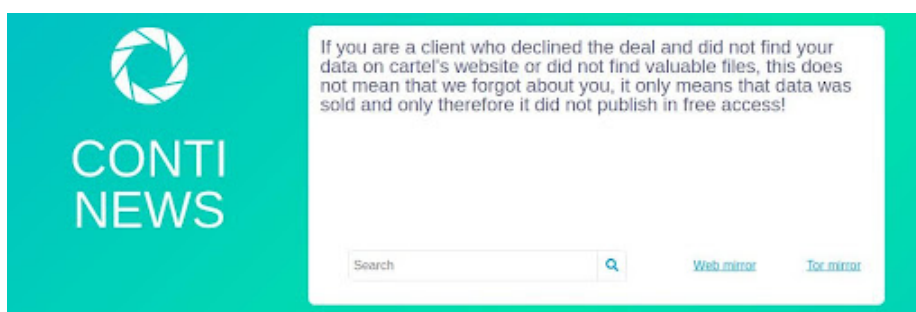 CONTI
NEWS
If you are a client who declined the deal and did not find your
data on cartel's website or did not find valuable files, this does
not mean that we forgot about you, it only means that data was
sold and only therefore it did not publish in free access!
Search
Web mirror
Tor mirror